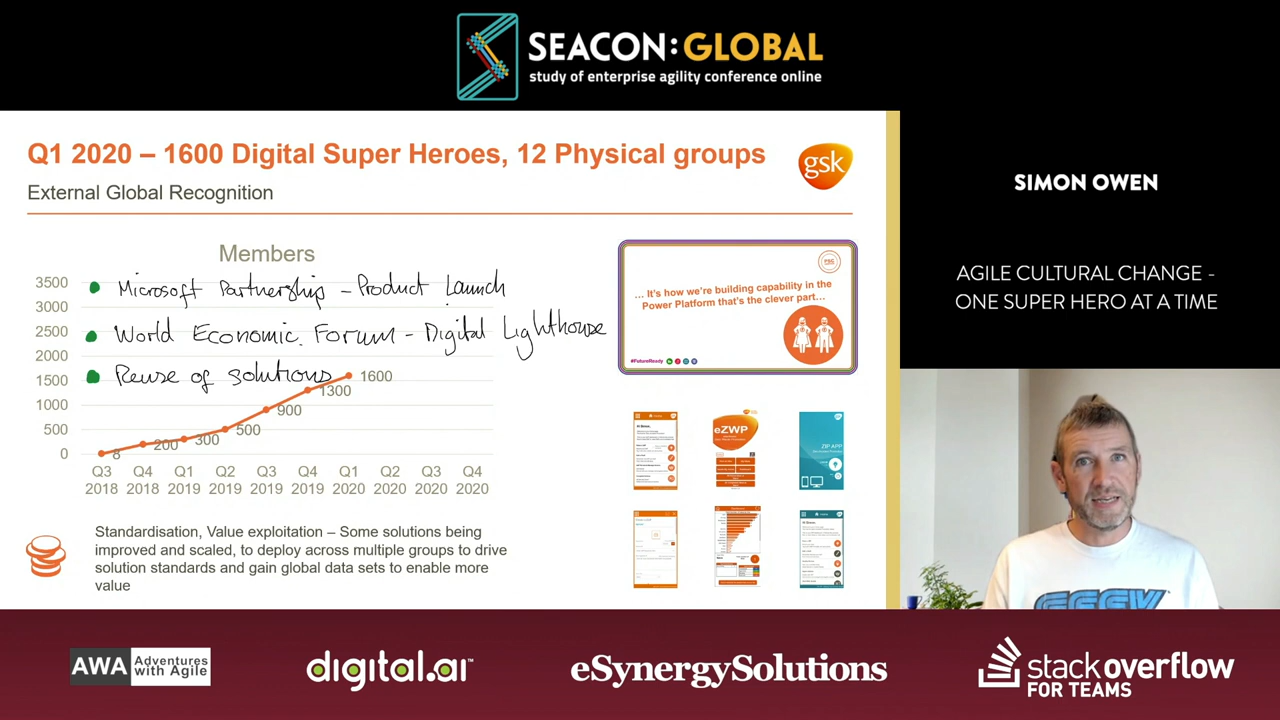 SEACON:GLOBAL
study of enterprise agility conference online
Q1 2020 – 1600 Digital Super Heroes, 12 Physical groups
External Global Recognition
gsk
Members
3500
3000
2500
2000
1500
1000
500
0
Microsoft Partnership - Product Launch
World Economic Forum - Digital Lighthouse
Reuse of solutions
8
200
300
500
900
1300
1600
Q3 2018
Q4 2018
Q1 2019
Q2 2019
Q3 2019
Q4 2019
Q1 2020
Q2 2020
Q3 2020
Q4 2020
Standardisation, Value exploitation – Some solutions being
improved and scaled, to deploy across multiple groups to drive
solution standards and gain global data sets to enable more
value
... It's how we're building capability in the
Power Platform that's the clever part...
#FutureReady
eZWP
ZIP APP
SIMON OWEN
AGILE CULTURAL CHANGE -
ONE SUPER HERO AT A TIME
AWA Adventures
with Agile
digital.ai™
eSynergySolutions
stackoverflow
FOR TEAMS